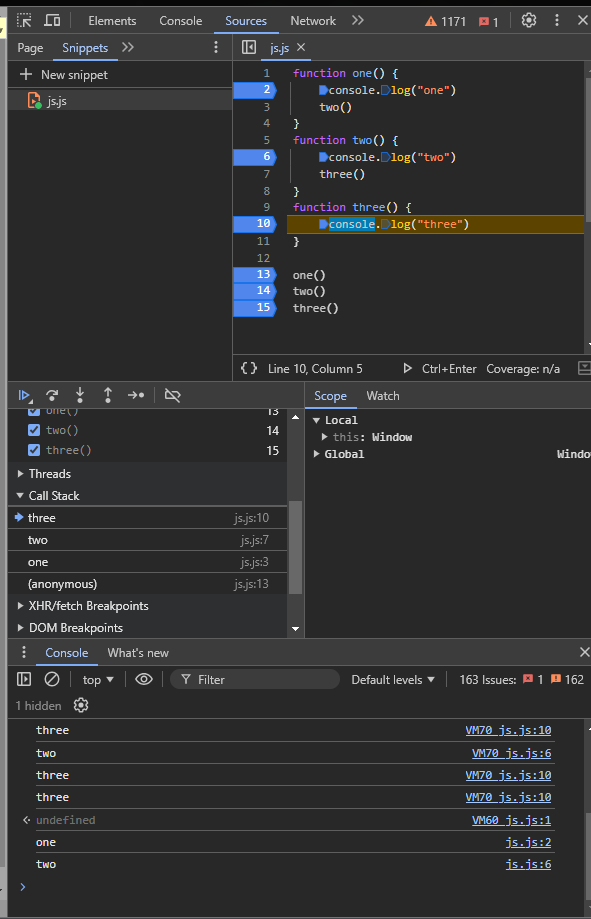 Elements Console Sources Network 1171 1
Page Snippets js.js
New snippet
js.js
1 function one() {
2 console.log("one")
3 two()
4 }
5 function two() {
6 console.log("two")
7 three()
8 }
9 function three() {
10 console.log("three")
11 }
12
13 one()
14 two()
15 three()
{} Line 10, Column 5 Ctrl+Enter Coverage: n/a
one() 13
two() 14
three() 15
Threads
Call Stack
three js.js:10
two js.js:7
one js.js:3
(anonymous) js.js:13
XHR/fetch Breakpoints
DOM Breakpoints
Scope Watch
Local
this: Window
Global Windo
Console What's new
top Filter Default levels 163 Issues: 1 162
1 hidden
three VM70 js.js:10
two VM70 js.js:6
three VM70 js.js:10
three VM70 js.js:10
undefined VM60 js.js:1
one js.js:2
two js.js:6